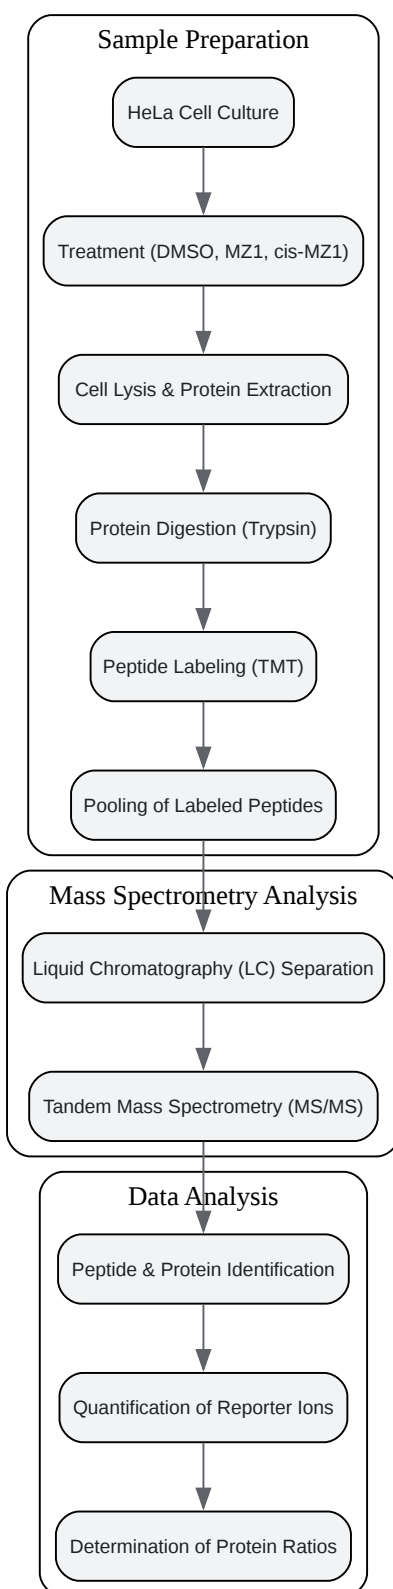 Sample Preparation
HeLa Cell Culture
Treatment (DMSO, MZ1, cis-MZ1)
Cell Lysis & Protein Extraction
Protein Digestion (Trypsin)
Peptide Labeling (TMT)
Pooling of Labeled Peptides
Mass Spectrometry Analysis
Liquid Chromatography (LC) Separation
Tandem Mass Spectrometry (MS/MS)
Data Analysis
Peptide & Protein Identification
Quantification of Reporter Ions
Determination of Protein Ratios